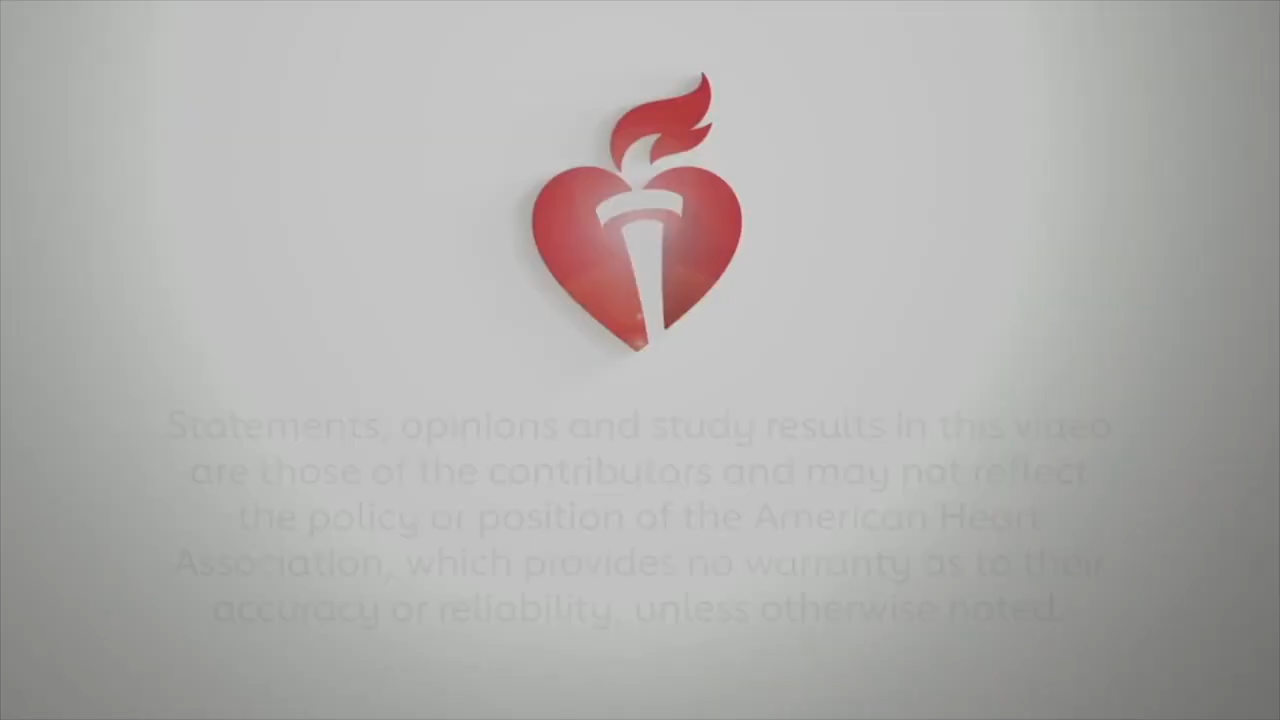 Statements, opinions and study results in this video
are those of the contributors and may not reflect
the policy or position of the American Heart
Association, which provides no warranty as to their
accuracy or reliability, unless otherwise noted.